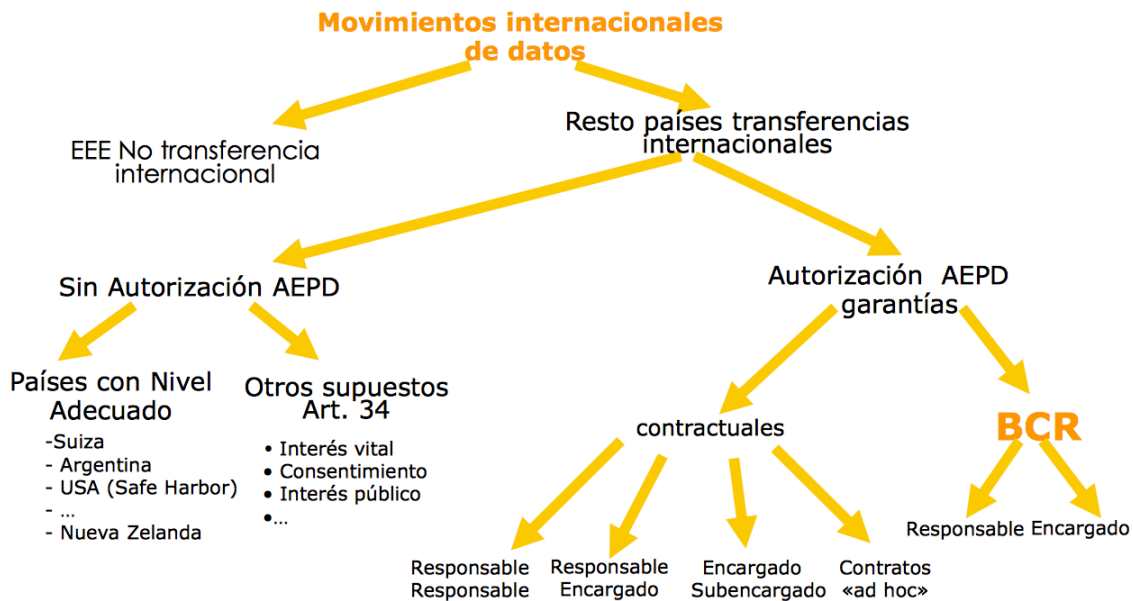 Movimientos internacionales
de datos
EEE No transferencia
internacional
Resto países transferencias
internacionales
Sin Autorización AEPD
Autorización  AEPD
garantías
Países con Nivel
Adecuado
-Suiza
- Argentina
- USA (Safe Harbor)
- ...
- Nueva Zelanda
Otros supuestos
Art. 34
• Interés vital
• Consentimiento
• Interés público
•...
contractuales
BCR
Responsable
Responsable
Responsable
Encargado
Encargado
Subencargado
Contratos
«ad hoc»
Responsable
Encargado